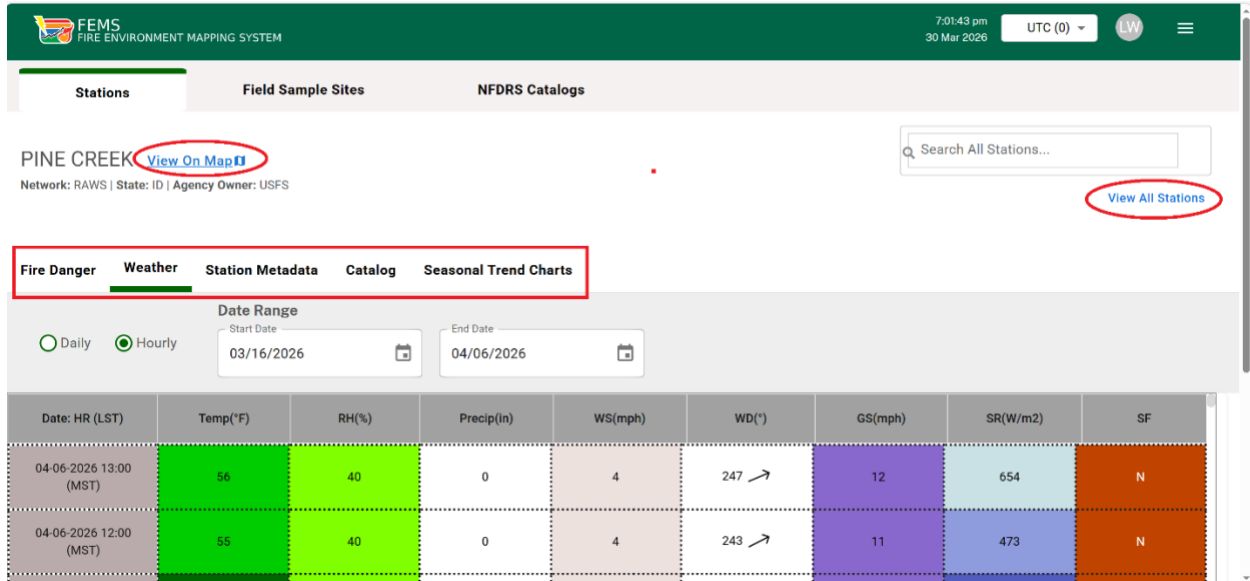 FEMS
FIRE ENVIRONMENT MAPPING SYSTEM
7:01:43 pm
30 Mar 2026
UTC (0)
LW
Stations Field Sample Sites NFDRS Catalogs
PINE CREEK View On Map
Search All Stations...
Network: RAWS | State: ID | Agency Owner: USFS
View All Stations
Fire Danger Weather Station Metadata Catalog Seasonal Trend Charts
Date Range
Daily Hourly
Start Date End Date
03/16/2026 04/06/2026
Date: HR (LST) Temp(°F) RH(%) Precip(in) WS(mph) WD(°) GS(mph) SR(W/m2) SF
04-06-2026 13:00
(MST) 56 40 0 4 247 12 654 N
04-06-2026 12:00
(MST) 55 40 0 4 243 11 473 N